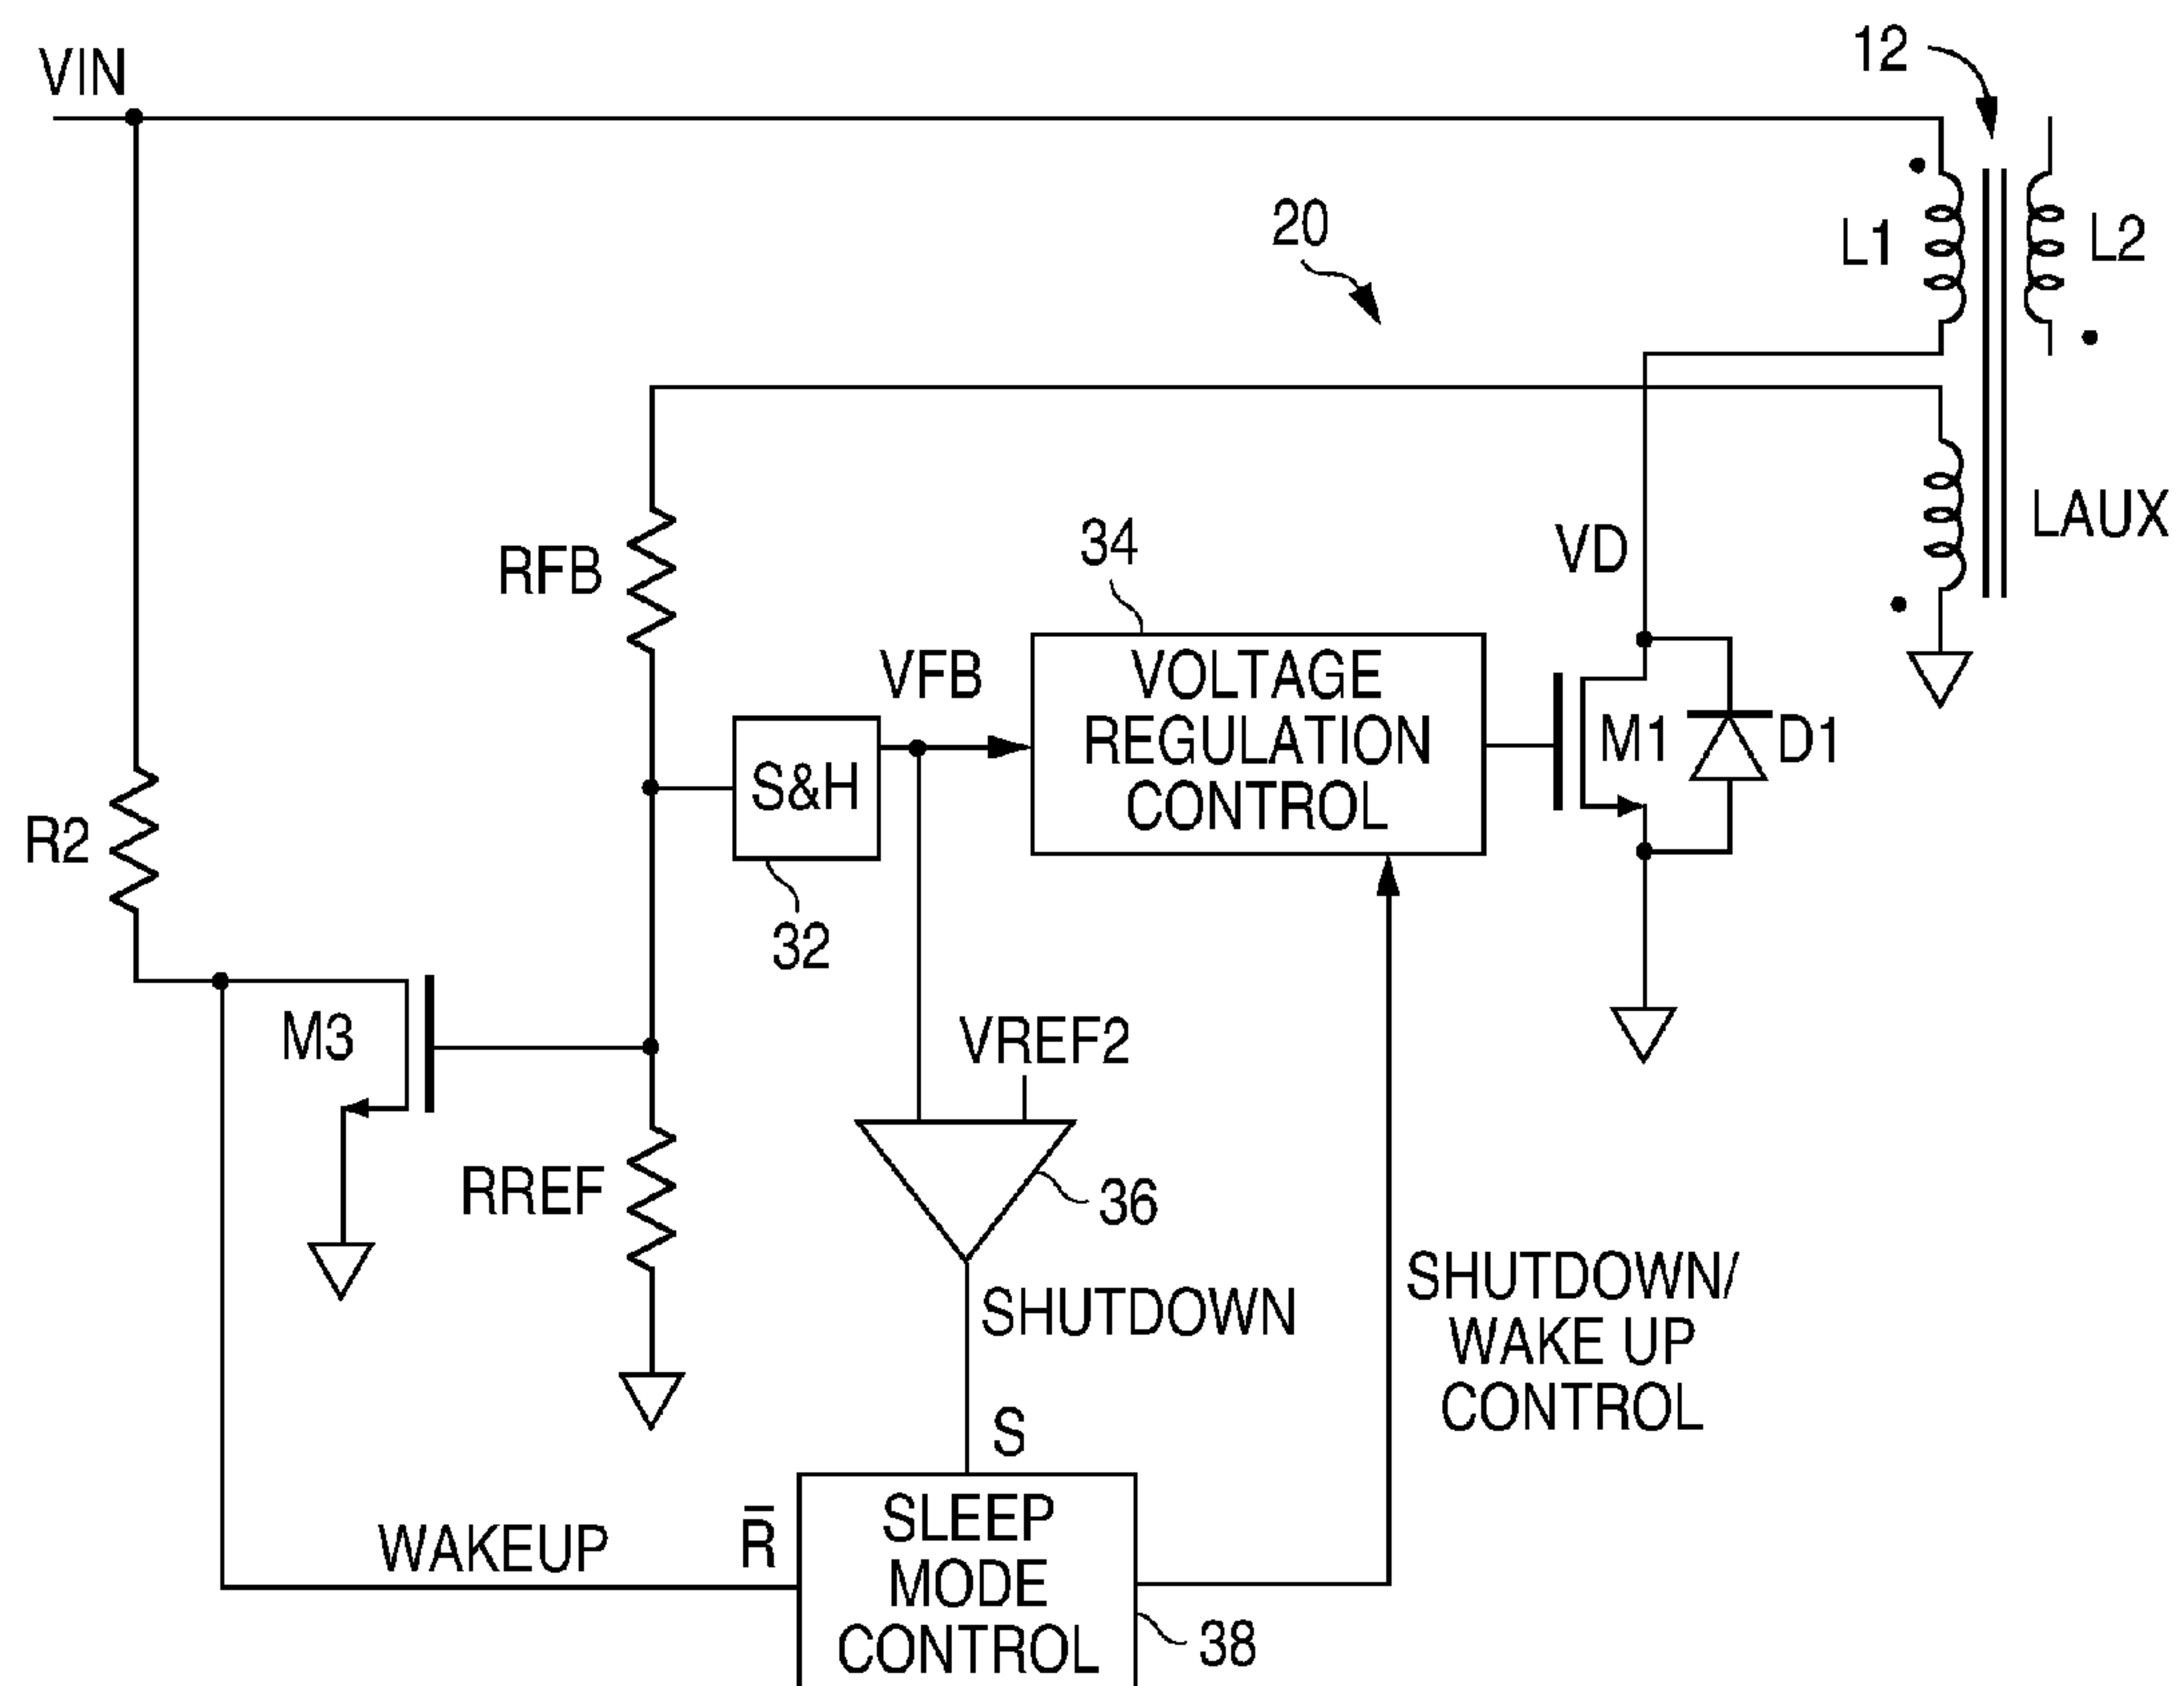 VIN
12
20
L1
L2
RFB
34
VD
LAUX
VFB
VOLTAGE
REGULATION
CONTROL
M1
D1
S&H
R2
32
M3
VREF2
RREF
36
SHUTDOWN
SHUTDOWN/
WAKE UP
CONTROL
S
WAKEUP
R̅
SLEEP
MODE
CONTROL
38